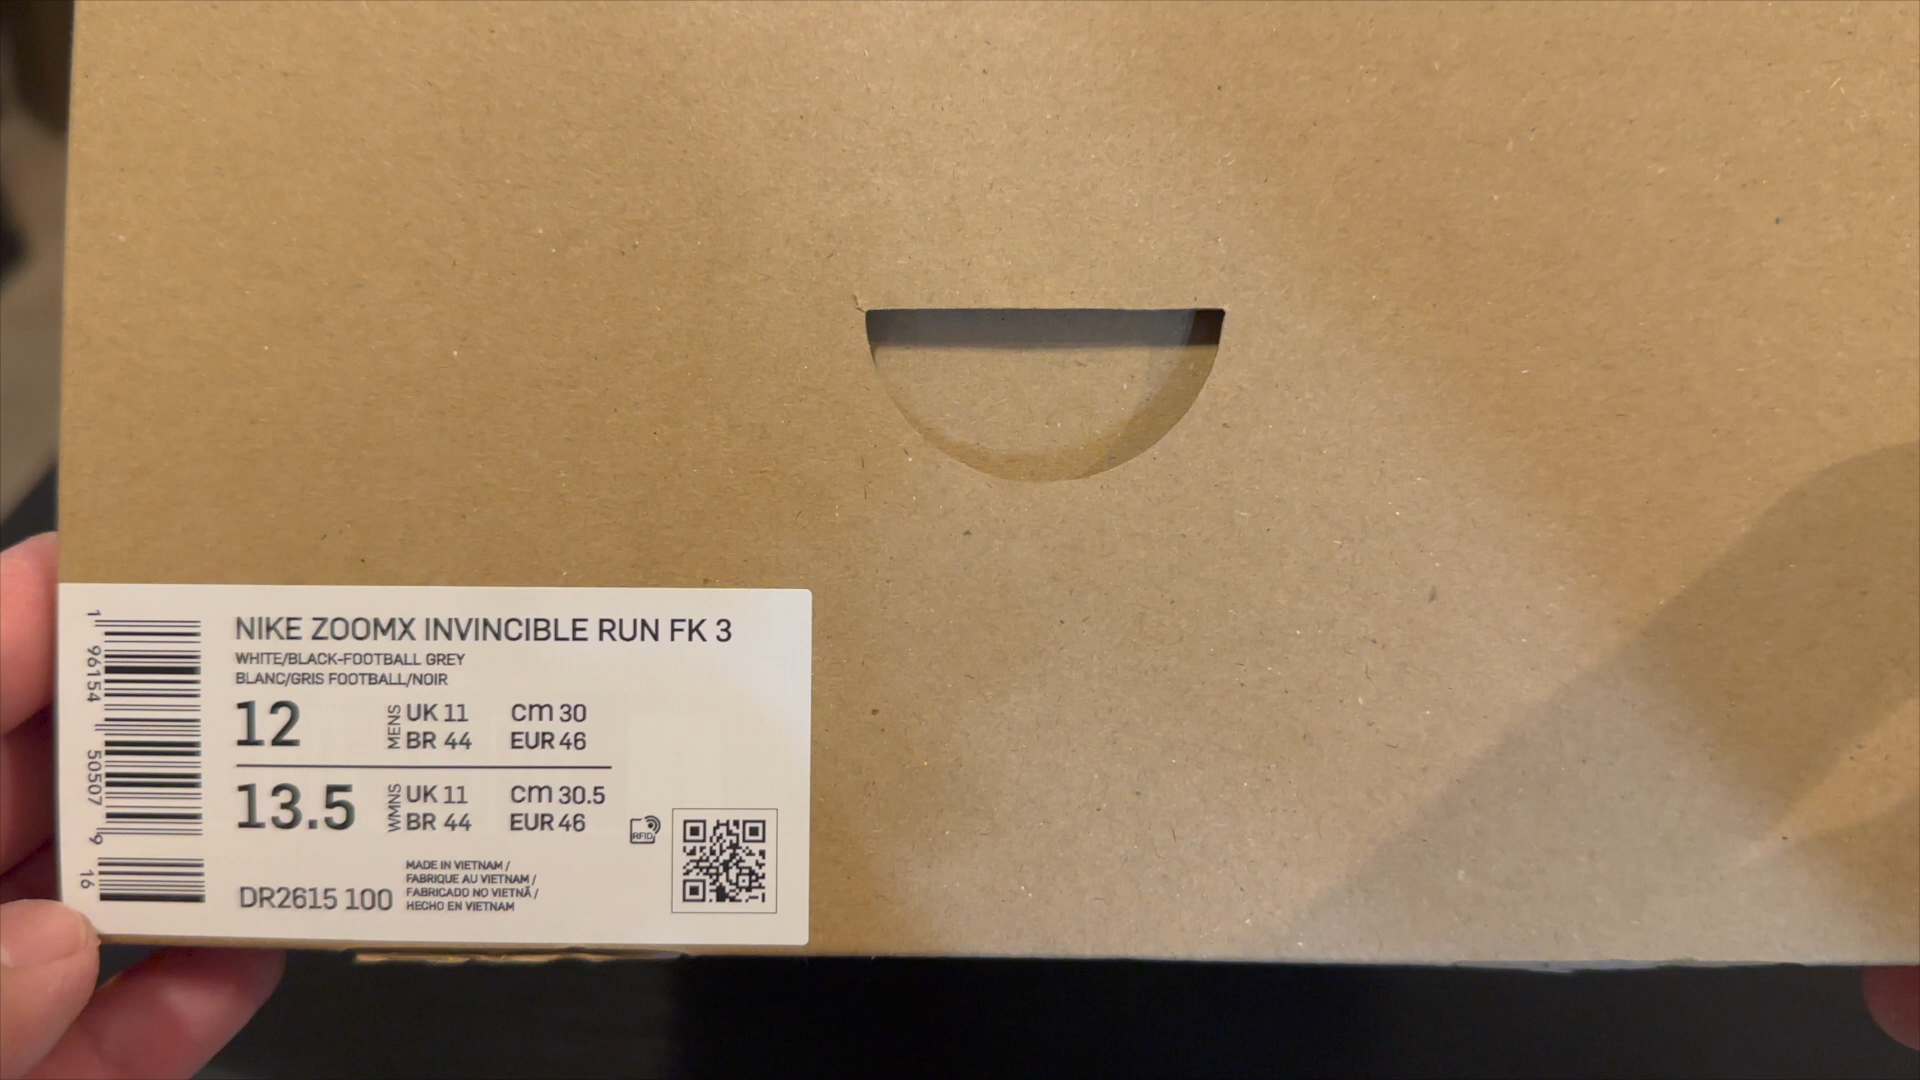 NIKE ZOOMX INVINCIBLE RUN FK 3
WHITE/BLACK-FOOTBALL GREY
BLANC/GRIS FOOTBALL/NOIR
12 MENS UK 11 cm 30
BR 44 EUR 46
13.5 WMNS UK 11 cm 30.5
BR 44 EUR 46
RFID
MADE IN VIETNAM /
FABRIQUE AU VIETNAM /
FABRICADO NO VIETNÃ /
HECHO EN VIETNAM
DR2615 100
1 96154 50507 9
16